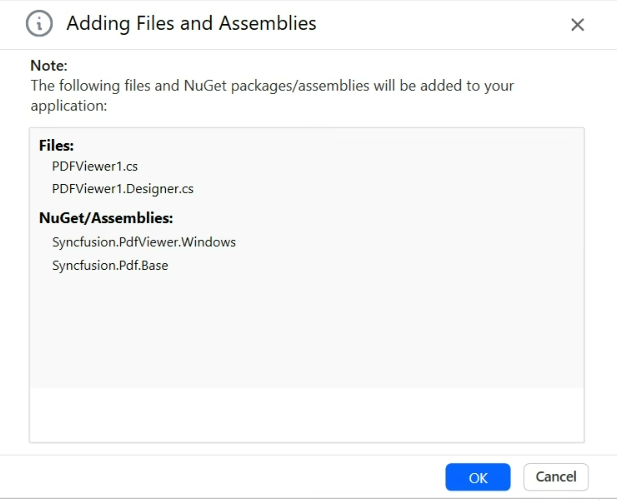 Adding Files and Assemblies
Note:
The following files and NuGet packages/assemblies will be added to your
application:
Files:
PDFViewer1.cs
PDFViewer1.Designer.cs
NuGet/Assemblies:
Syncfusion.PdfViewer.Windows
Syncfusion.Pdf.Base
OK
Cancel